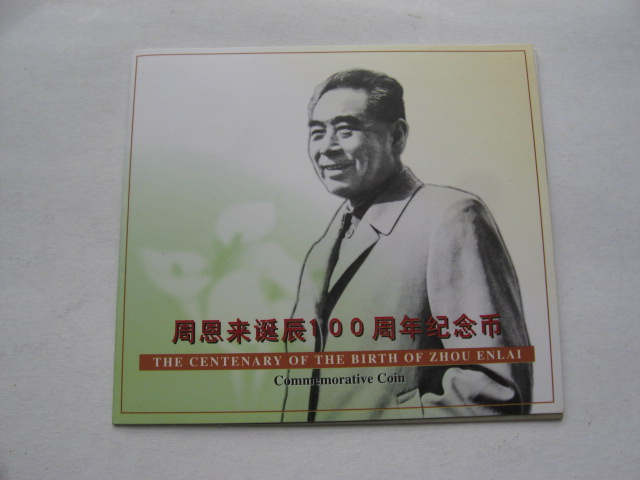 周恩来诞辰100周年纪念币
THE CENTENARY OF THE BIRTH OF ZHOU ENLAI
Commemorative Coin